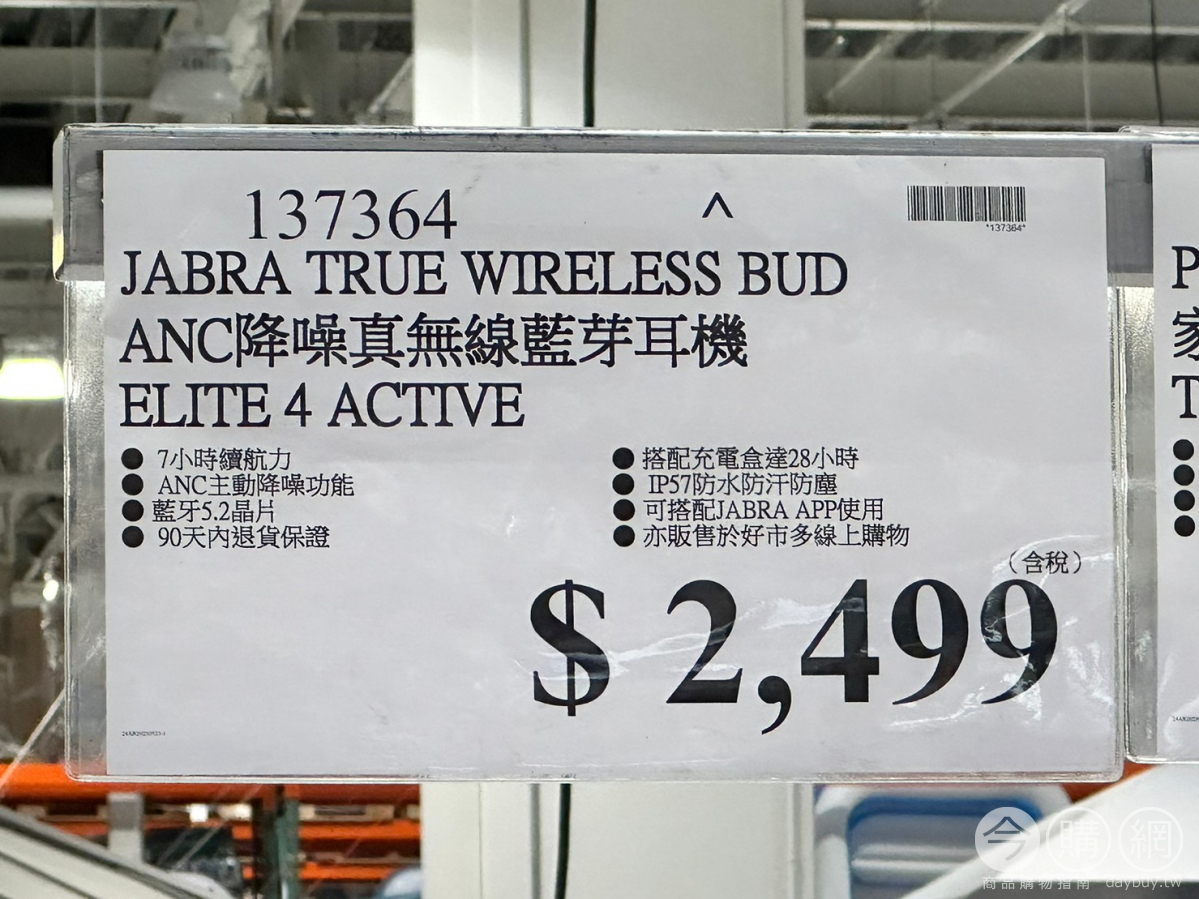 137364
^
*137364*
JABRA TRUE WIRELESS BUD
ANC降噪真無線藍芽耳機
ELITE 4 ACTIVE
● 7小時續航力
● ANC主動降噪功能
● 藍牙5.2晶片
● 90天內退貨保證
● 搭配充電盒達28小時
● IP57防水防汗防塵
● 可搭配JABRA APP使用
● 亦販售於好市多線上購物
（含稅）
$ 2,499
P
家
T
今購網
商品購物指南 daybuy.tw